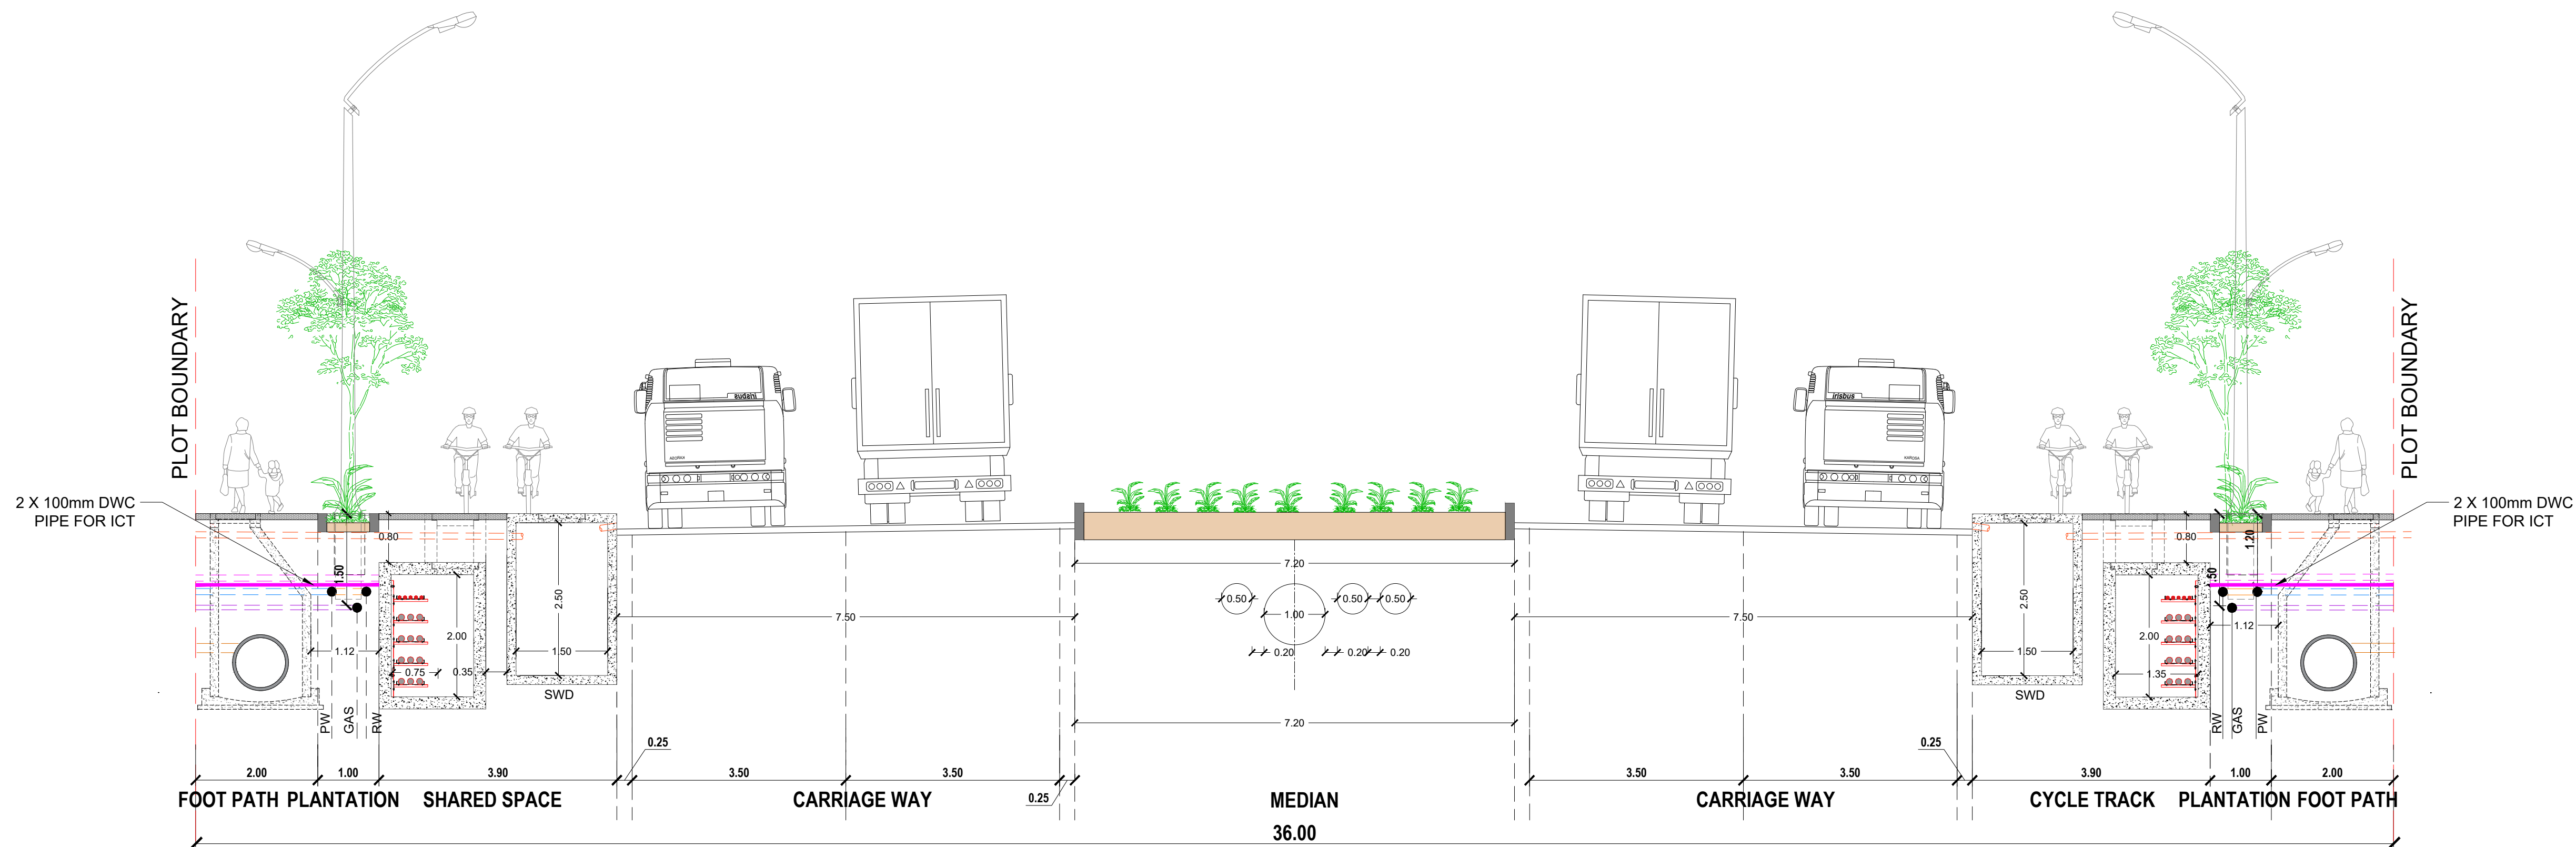 PLOT BOUNDARY
PLOT BOUNDARY
2 X 100mm DWC
PIPE FOR ICT
2 X 100mm DWC
PIPE FOR ICT
irisbus
KAROSA
0.80
1.50
2.50
2.00
1.12
0.75
0.35
1.50
SWD
PW
GAS
RW
7.50
7.20
0.50
1.00
0.50
0.50
0.20
0.20
0.20
7.20
7.50
2.50
1.50
SWD
0.80
2.00
1.35
1.20
.50
1.12
RW
GAS
PW
0.25
0.25
2.00
1.00
3.90
3.50
3.50
0.25
3.50
3.50
3.90
1.00
2.00
FOOT PATH PLANTATION SHARED SPACE CARRIAGE WAY MEDIAN CARRIAGE WAY CYCLE TRACK PLANTATION FOOT PATH
36.00